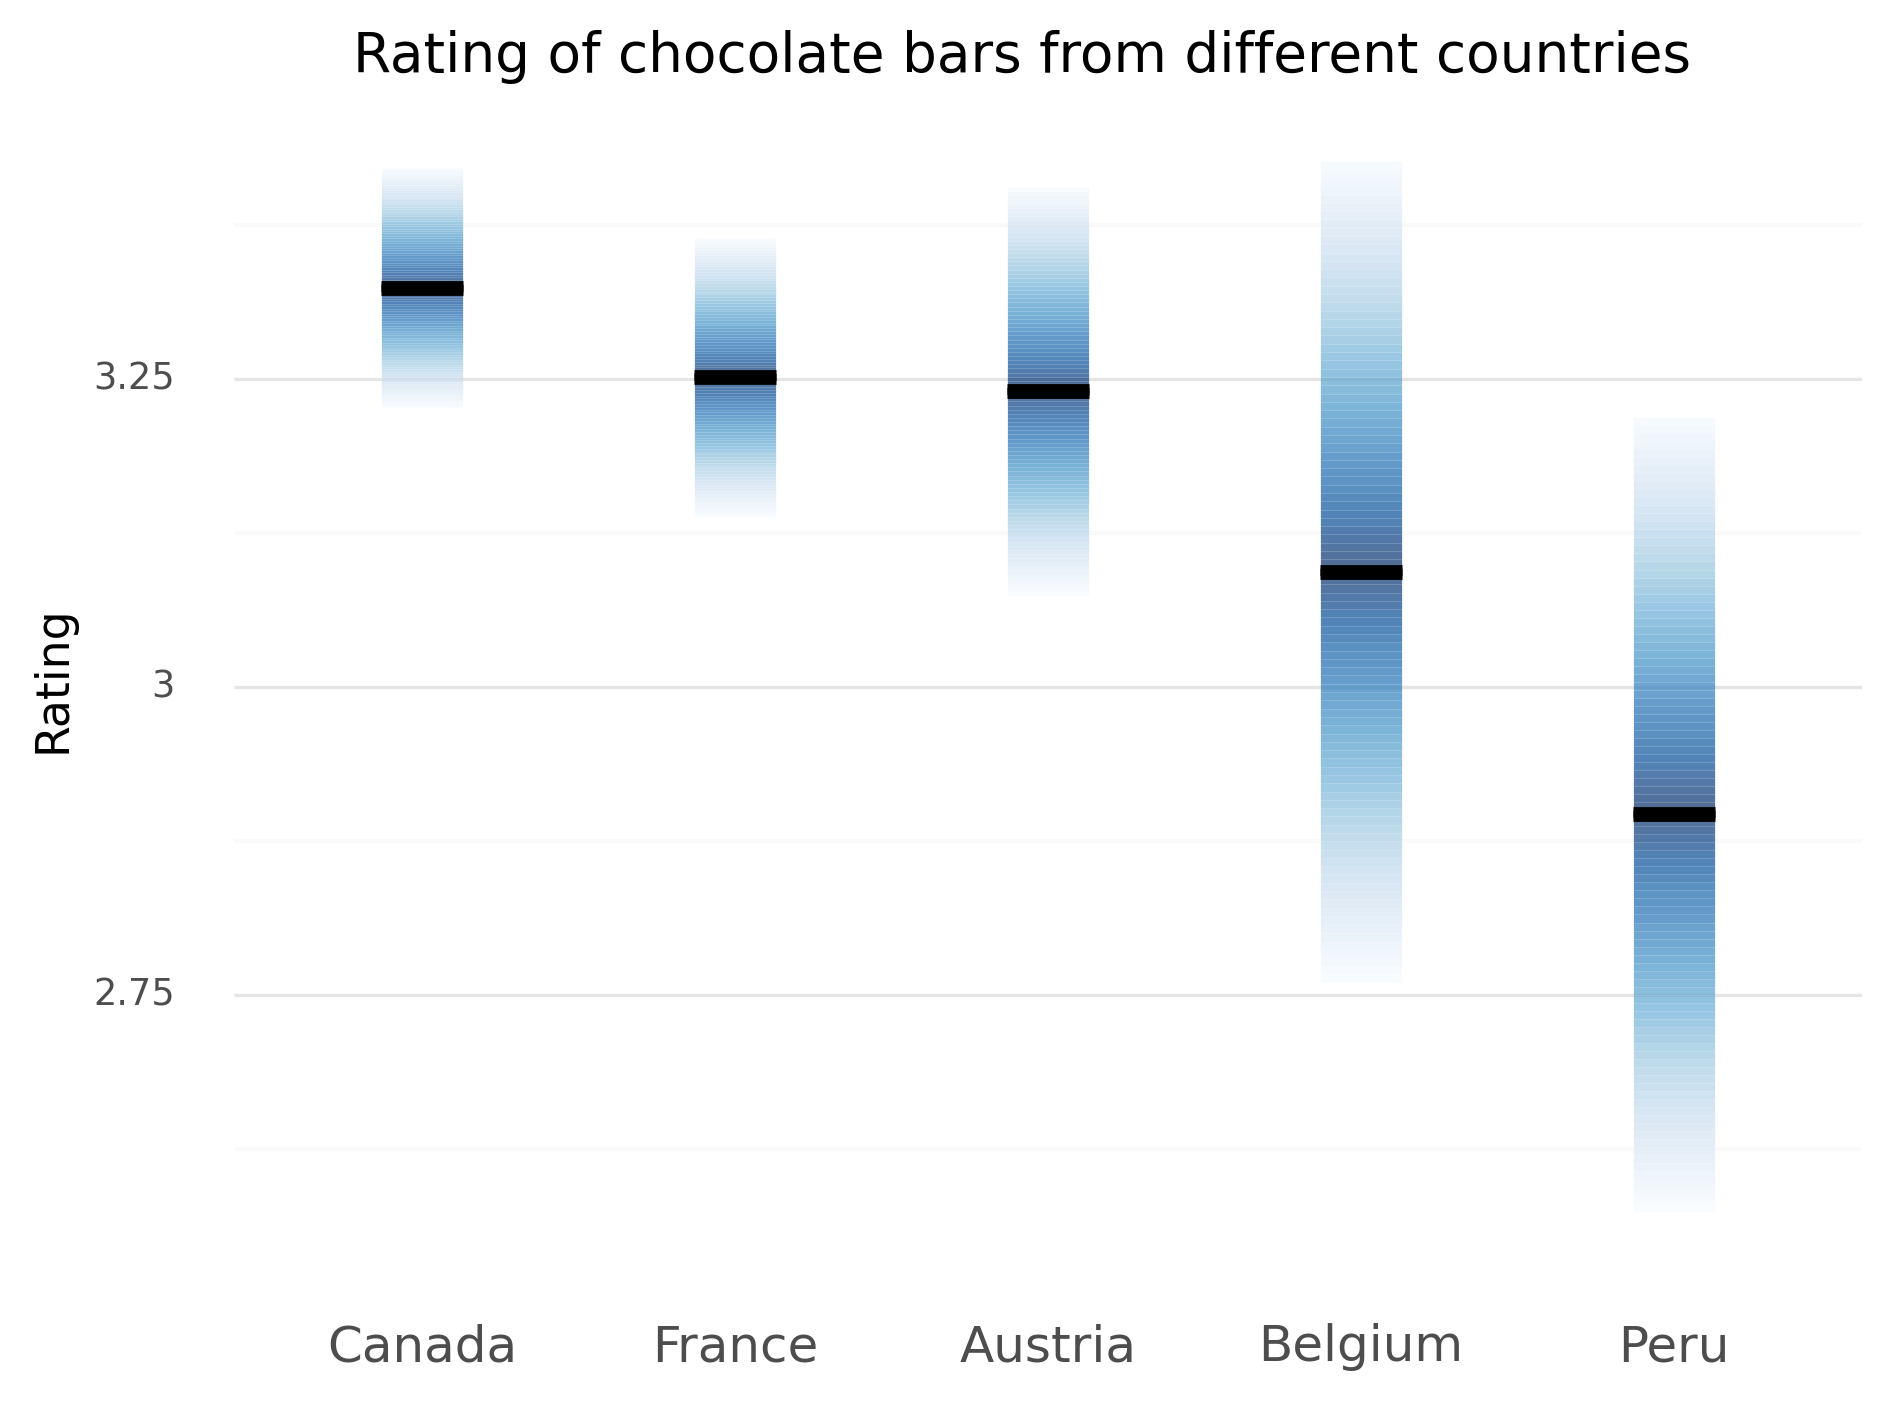 Rating of chocolate bars from different countries
Rating
3.25
3
2.75
Canada France Austria Belgium Peru